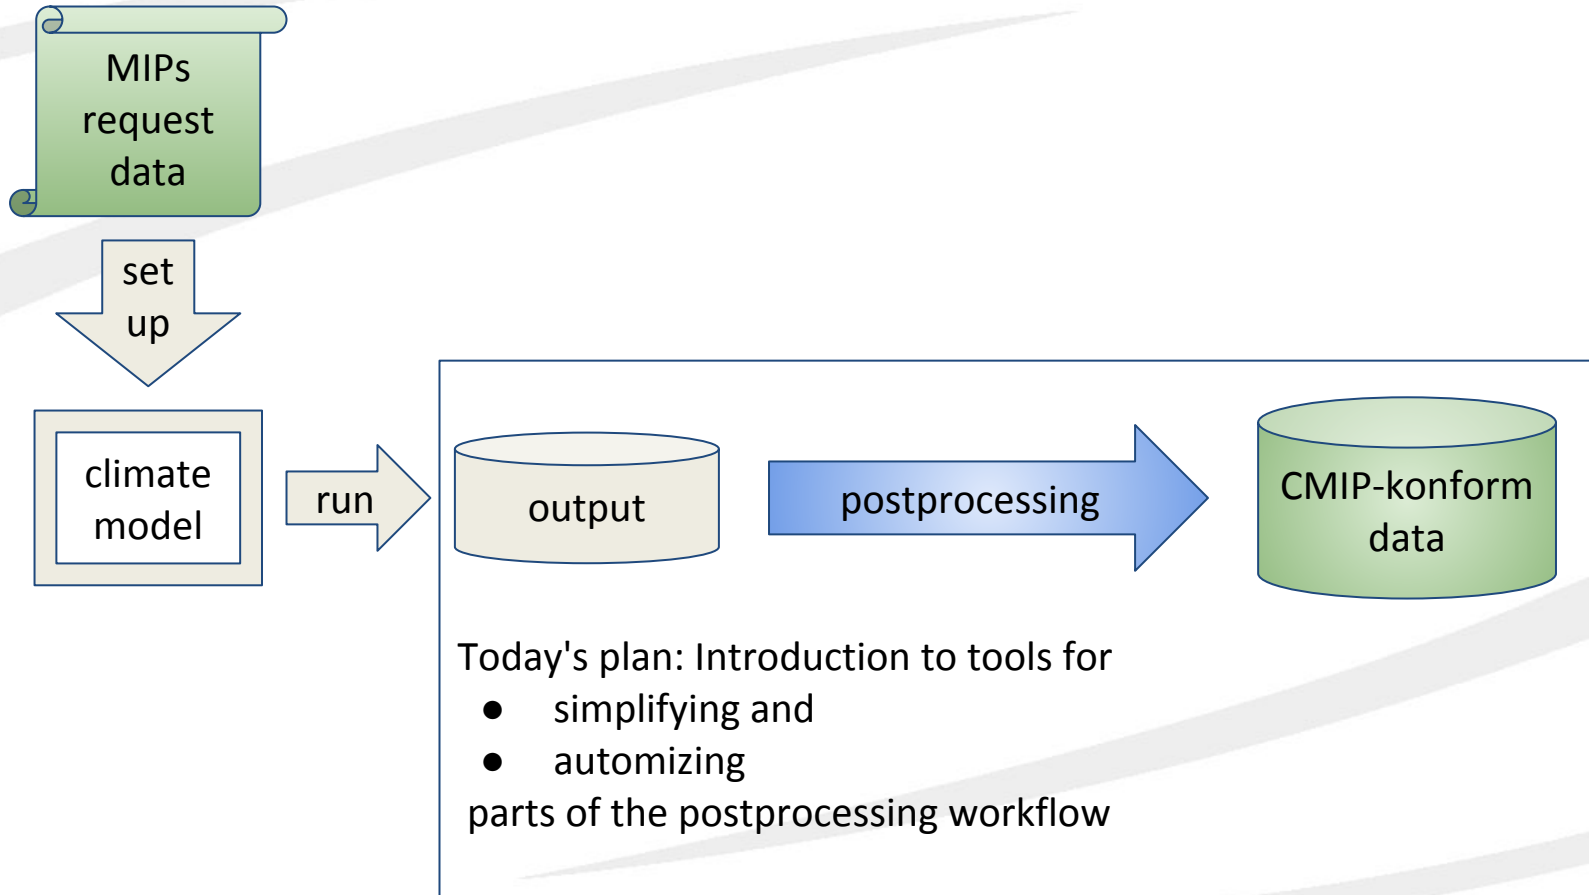 MIPs
request
data
set
up
climate
model
run
output
postprocessing
CMIP-konform
data
Today's plan: Introduction to tools for
● simplifying and
● automizing
parts of the postprocessing workflow